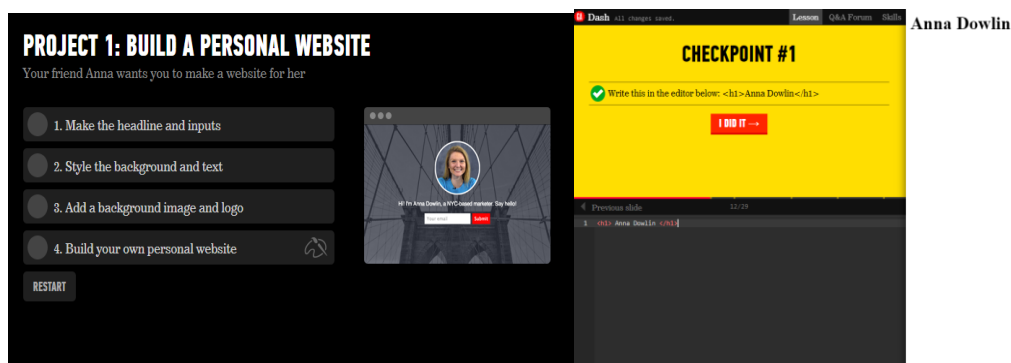 PROJECT 1: BUILD A PERSONAL WEBSITE
Your friend Anna wants you to make a website for her
1. Make the headline and inputs
2. Style the background and text
3. Add a background image and logo
4. Build your own personal website
RESTART
Hi! I'm Anna Dowlin, a NYC-based marketer. Say hello!
Your email
Submit
GA Dash All changes saved.
Lesson Q&A Forum Skills
CHECKPOINT #1
Write this in the editor below: <h1>Anna Dowlin</h1>
I DID IT →
Previous slide 12/29
1 <h1> Anna Dowlin </h1>
Anna Dowlin